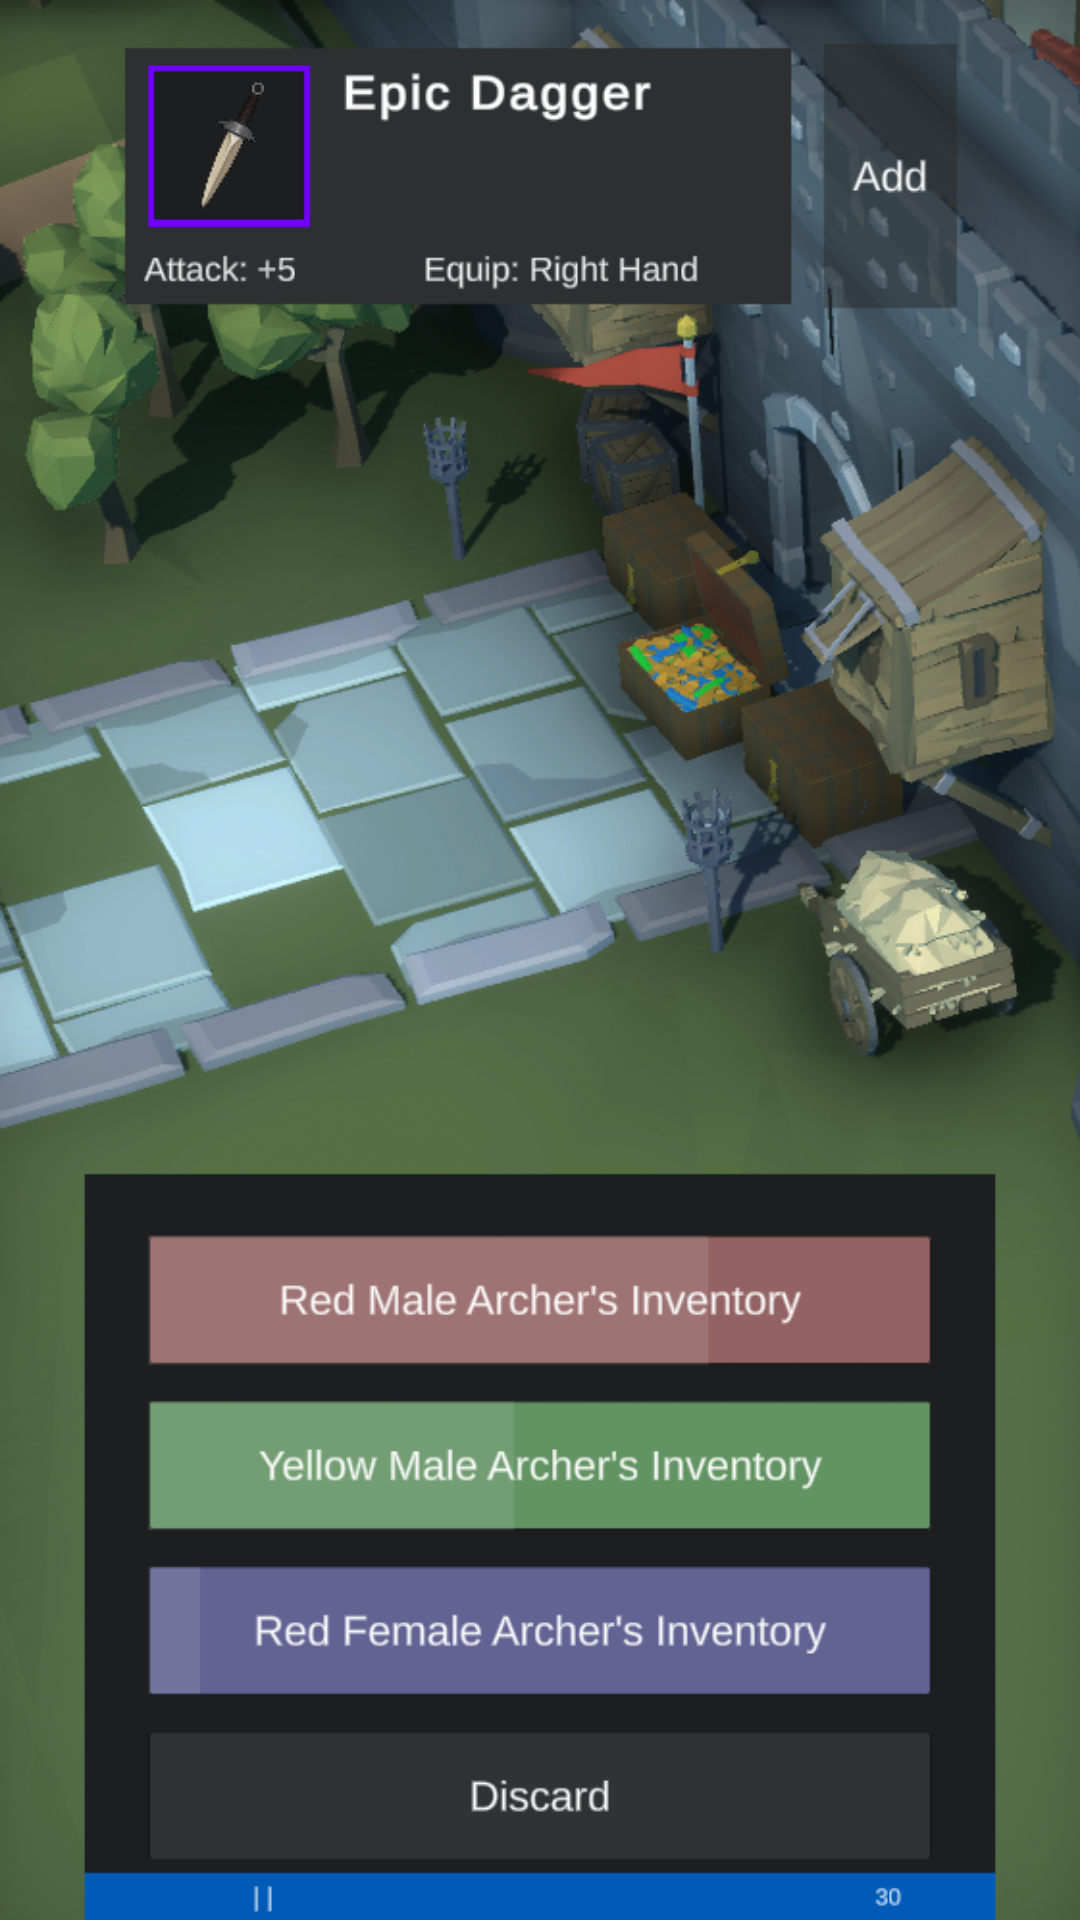 Epic Dagger
Add
Attack: +5
Equip: Right Hand
Red Male Archer's Inventory
Yellow Male Archer's Inventory
Red Female Archer's Inventory
Discard
30